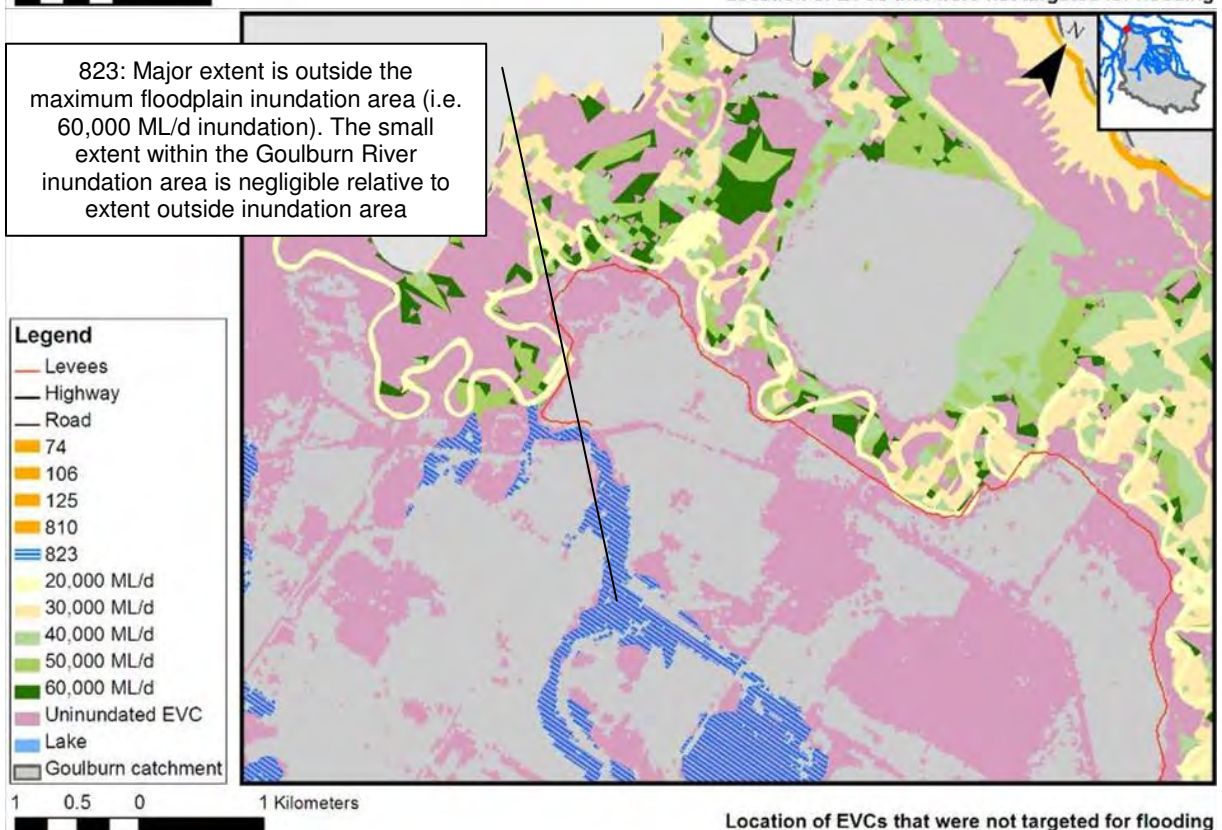 823: Major extent is outside the
maximum floodplain inundation area (i.e.
60,000 ML/d inundation). The small
extent within the Goulburn River
inundation area is negligible relative to
extent outside inundation area
N
Legend
Levees
Highway
Road
74
106
125
810
823
20,000 ML/d
30,000 ML/d
40,000 ML/d
50,000 ML/d
60,000 ML/d
Uninundated EVC
Lake
Goulburn catchment
1 0.5 0 1 Kilometers
Location of EVCs that were not targeted for flooding